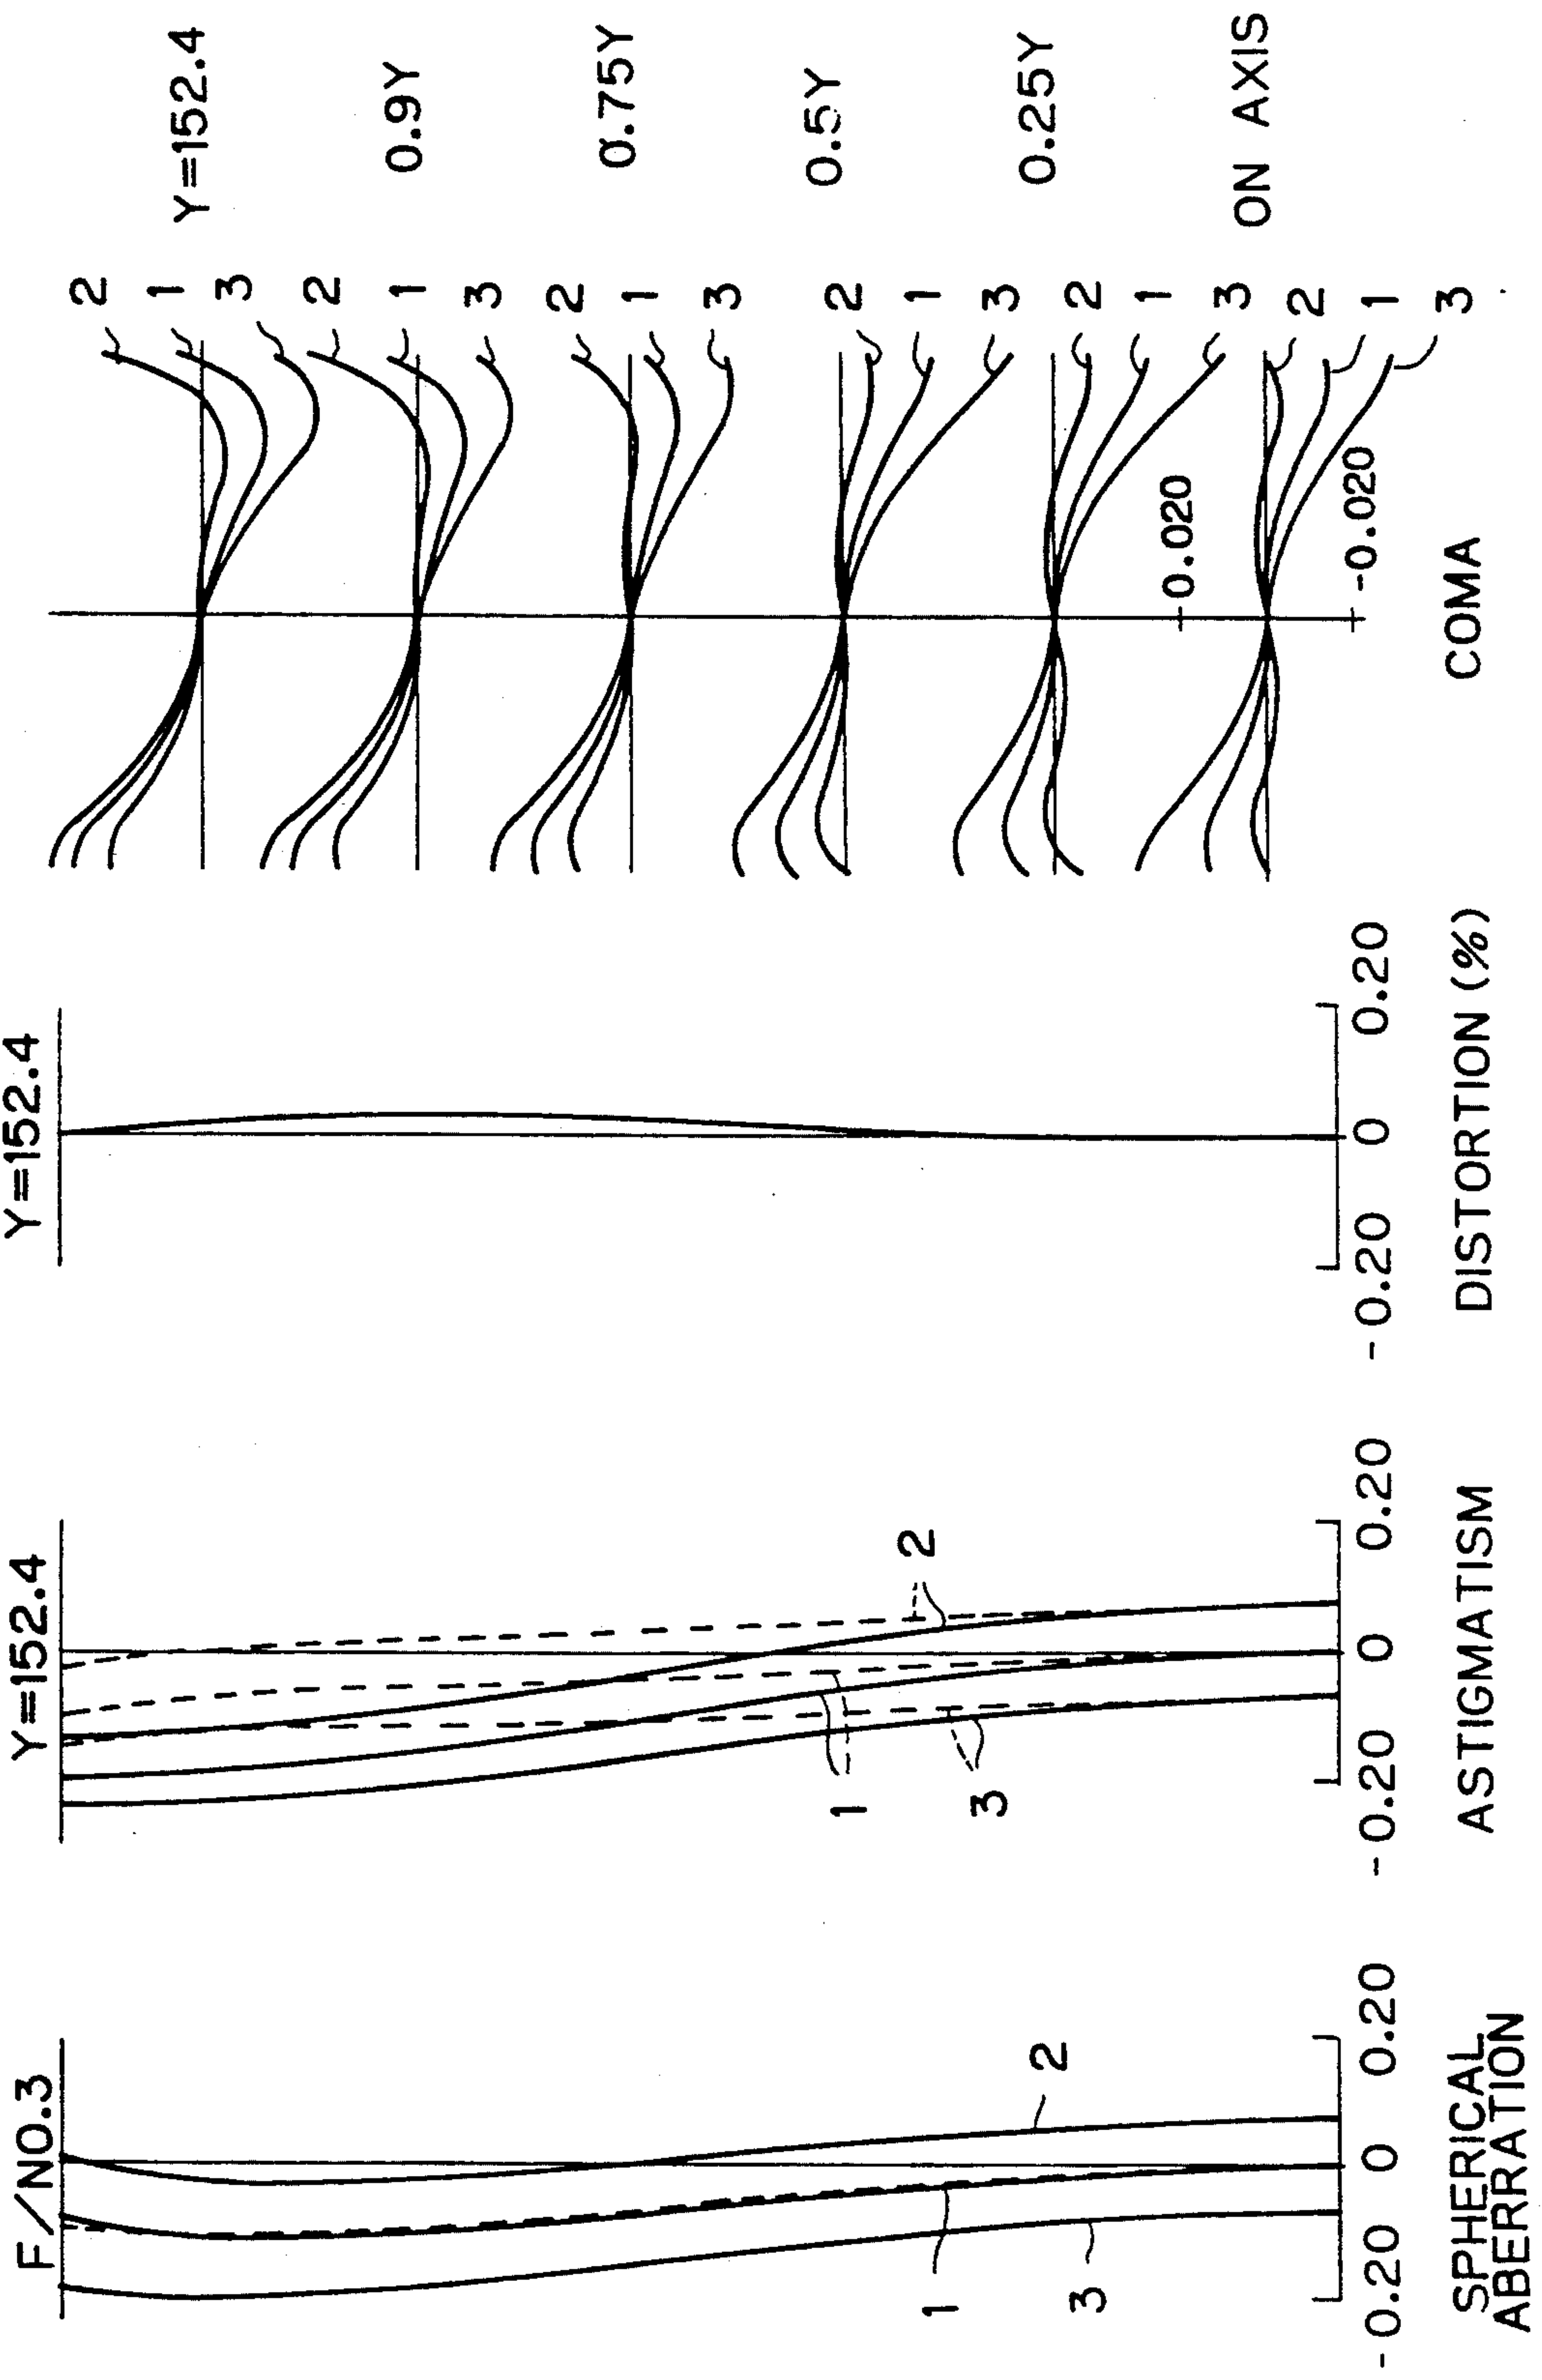 F/NO.3
2
1
3
-0.20 0 0.20
SPHERICAL
ABERRATION
Y=152.4
2
1
3
-0.20 0 0.20
ASTIGMATISM
Y=152.4
-0.20 0 0.20
DISTORTION (%)
2
1
3
Y=152.4
2
1
3
0.9Y
2
1
3
0.75Y
2
1
3
0.5Y
2
1
3
0.25Y
0.020
2
1
3
ON AXIS
-0.020
COMA